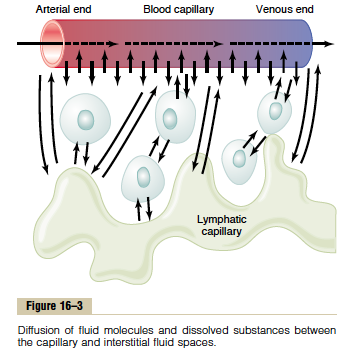 Arterial end Blood capillary Venous end
Lymphatic
capillary
Figure 16–3
Diffusion of fluid molecules and dissolved substances between
the capillary and interstitial fluid spaces.